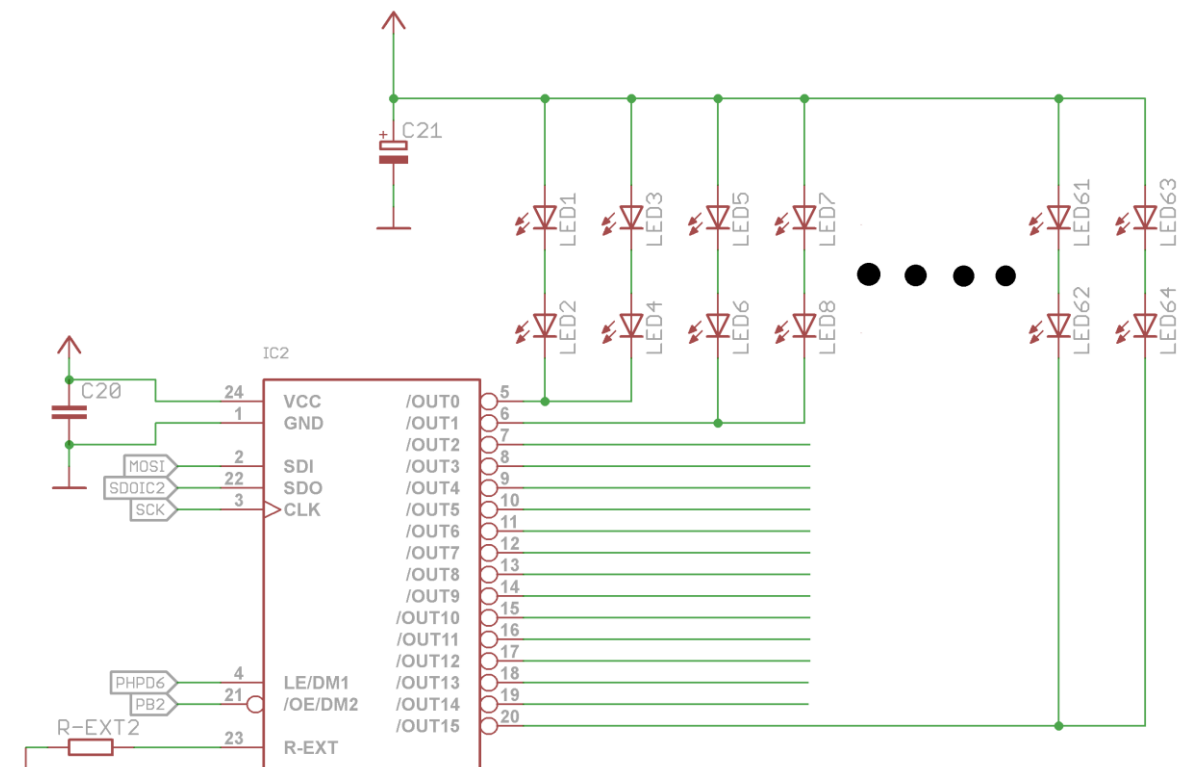 +
C21
LED1
LED3
LED5
LED7
LED61
LED63
LED2
LED4
LED6
LED8
LED62
LED64
IC2
C20
24 VCC /OUT0 5
1 GND /OUT1 6
/OUT2 7
2 SDI /OUT3 8
22 SDO /OUT4 9
3 CLK /OUT5 10
/OUT6 11
/OUT7 12
/OUT8 13
/OUT9 14
/OUT10 15
/OUT11 16
/OUT12 17
4 LE/DM1 /OUT13 18
21 /OE/DM2 /OUT14 19
/OUT15 20
23 R-EXT
MOSI
SDOIC2
SCK
PHPD6
PB2
R-EXT2